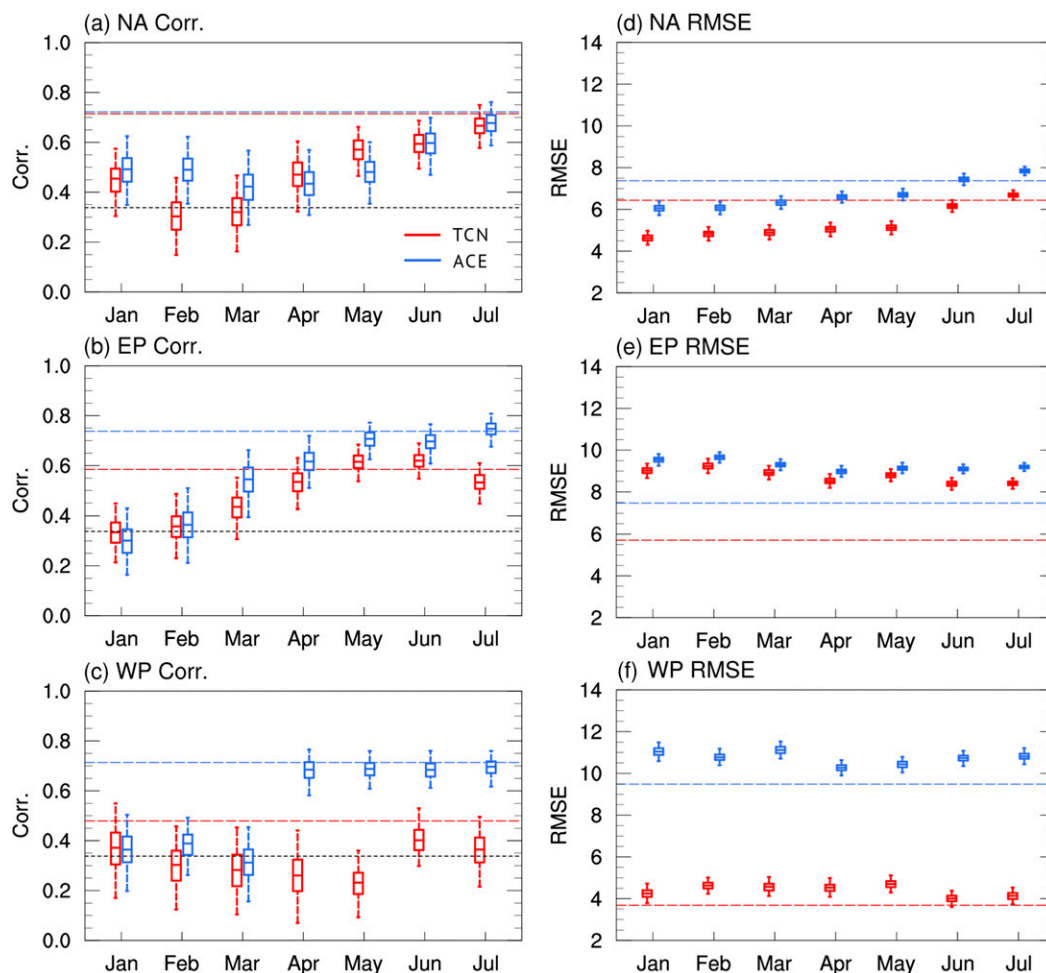 (a) NA Corr.
1.0
0.8
0.6
0.4
0.2
0.0
Corr.
TCN
ACE
Jan Feb Mar Apr May Jun Jul
(d) NA RMSE
14
12
10
8
6
4
2
RMSE
Jan Feb Mar Apr May Jun Jul
(b) EP Corr.
1.0
0.8
0.6
0.4
0.2
0.0
Corr.
Jan Feb Mar Apr May Jun Jul
(e) EP RMSE
14
12
10
8
6
4
2
RMSE
Jan Feb Mar Apr May Jun Jul
(c) WP Corr.
1.0
0.8
0.6
0.4
0.2
0.0
Corr.
Jan Feb Mar Apr May Jun Jul
(f) WP RMSE
14
12
10
8
6
4
2
RMSE
Jan Feb Mar Apr May Jun Jul